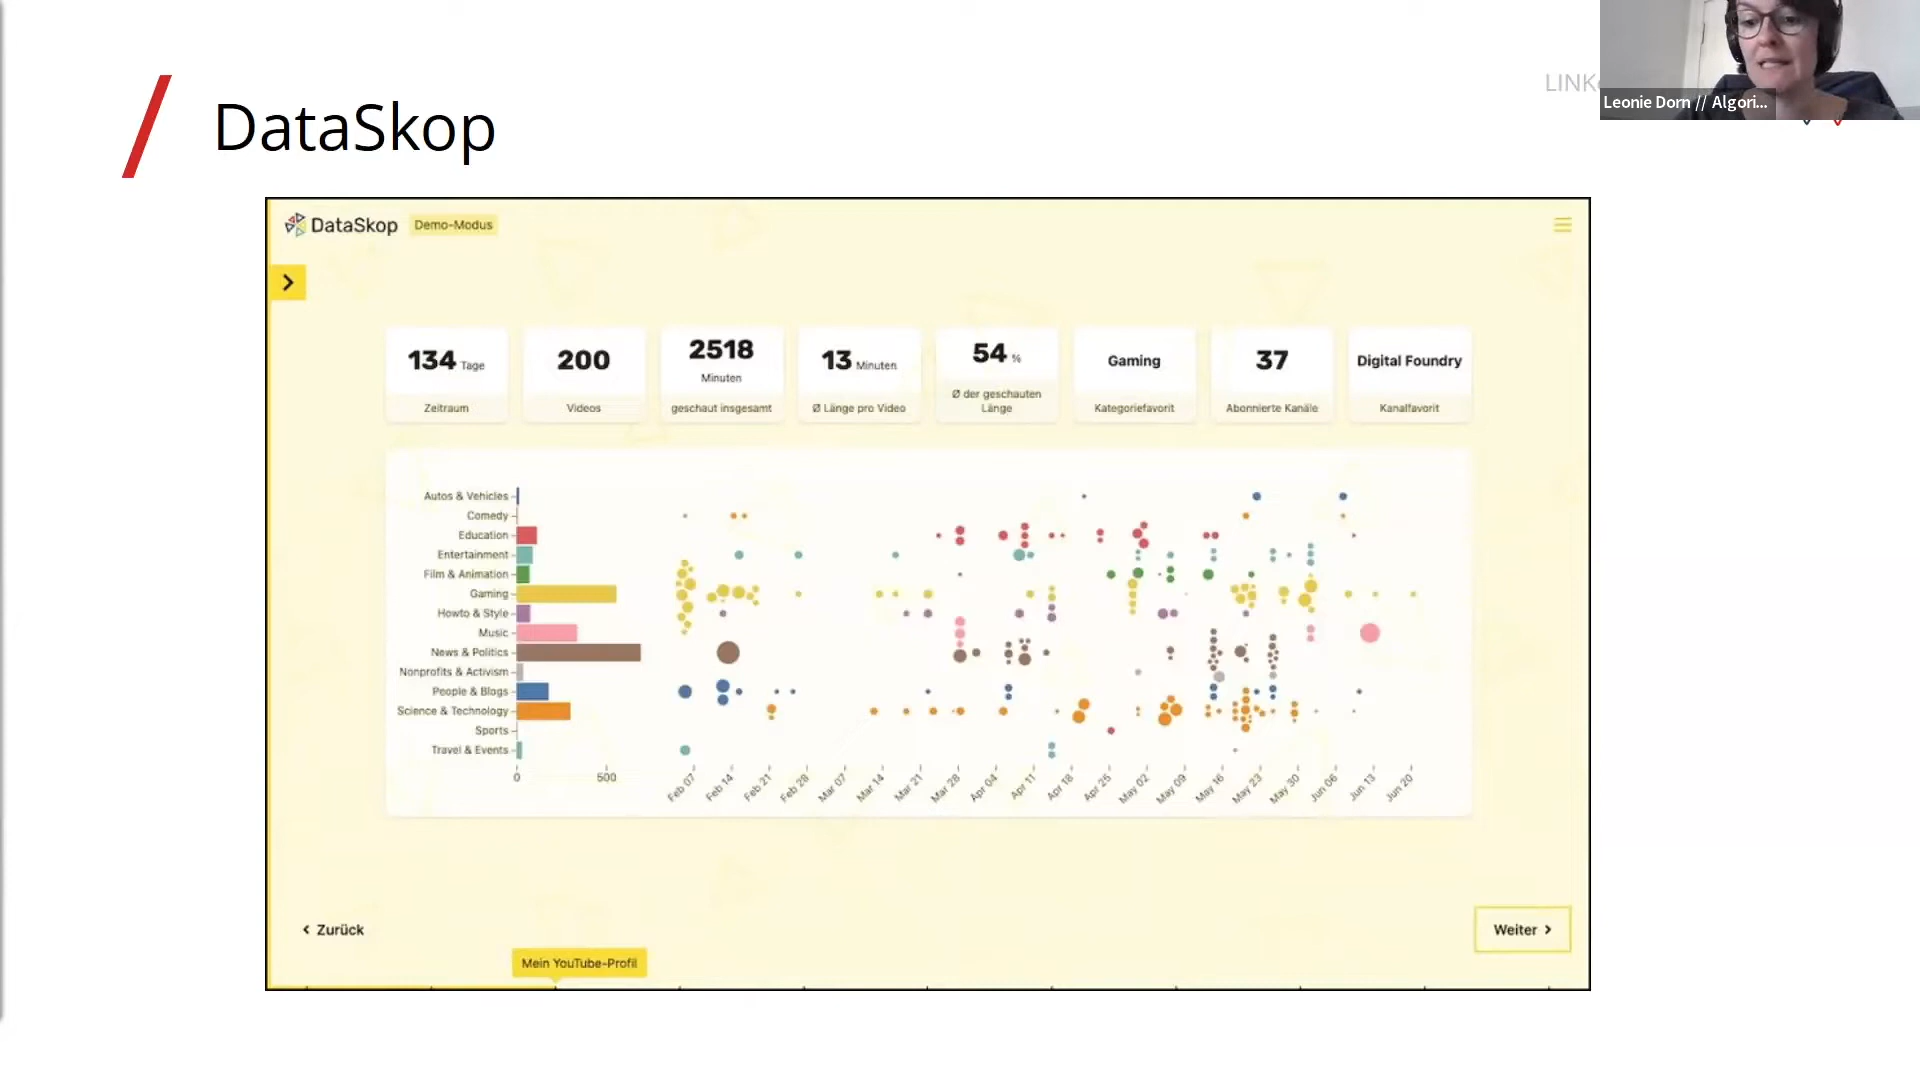 LINK
Leonie Dorn // Algori...
DataSkop
DataSkop Demo-Modus
134 Tage
Zeitraum
200
Videos
2518
Minuten
geschaut insgesamt
13 Minuten
Ø Länge pro Video
54 %
Ø der geschauten
Länge
Gaming
Kategoriefavorit
37
Abonnierte Kanäle
Digital Foundry
Kanalfavorit
Autos & Vehicles
Comedy
Education
Entertainment
Film & Animation
Gaming
Howto & Style
Music
News & Politics
Nonprofits & Activism
People & Blogs
Science & Technology
Sports
Travel & Events
0 500
Feb 07 Feb 14 Feb 21 Feb 28 Mar 07 Mar 14 Mar 21 Mar 28 Apr 04 Apr 11 Apr 18 Apr 25 May 02 May 09 May 16 May 23 May 30 Jun 06 Jun 13 Jun 20
Zurück
Weiter
Mein YouTube-Profil